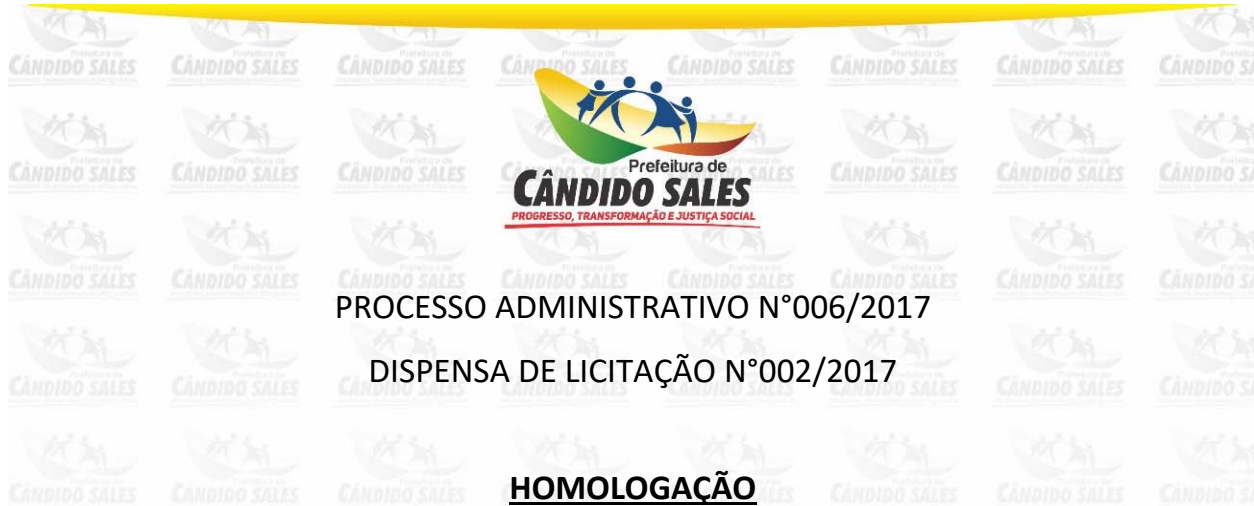 Prefeitura de
CÂNDIDO SALES
PROGRESSO, TRANSFORMAÇÃO E JUSTIÇA SOCIAL
PROCESSO ADMINISTRATIVO N°006/2017
DISPENSA DE LICITAÇÃO N°002/2017
HOMOLOGAÇÃO